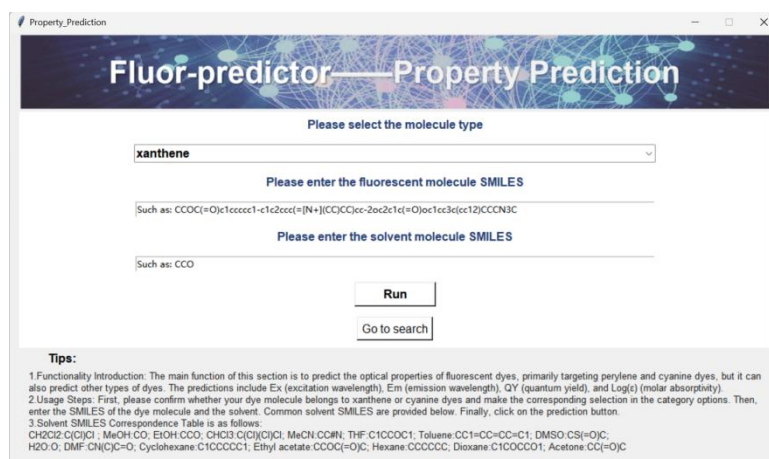 Property_Prediction
Fluor-predictor——Property Prediction
Please select the molecule type
xanthene
Please enter the fluorescent molecule SMILES
Such as: CCOC(=O)c1ccccc1-c1c2ccc(=[N+](CC)CC)cc-2oc2c1c(=O)oc1cc3c(cc12)CCCN3C
Please enter the solvent molecule SMILES
Such as: CCO
Run
Go to search
Tips:
1.Functionality Introduction: The main function of this section is to predict the optical properties of fluorescent dyes, primarily targeting perylene and cyanine dyes, but it can
also predict other types of dyes. The predictions include Ex (excitation wavelength), Em (emission wavelength), QY (quantum yield), and Log(ε) (molar absorptivity).
2.Usage Steps: First, please confirm whether your dye molecule belongs to xanthene or cyanine dyes and make the corresponding selection in the category options. Then,
enter the SMILES of the dye molecule and the solvent. Common solvent SMILES are provided below. Finally, click on the prediction button.
3.Solvent SMILES Correspondence Table is as follows:
CH2Cl2:C(Cl)Cl ; MeOH:CO; EtOH:CCO; CHCl3:C(Cl)(Cl)Cl; MeCN:CC#N; THF:C1CCOC1; Toluene:CC1=CC=CC=C1; DMSO:CS(=O)C;
H2O:O; DMF:CN(C)C=O; Cyclohexane:C1CCCCC1; Ethyl acetate:CCOC(=O)C; Hexane:CCCCCC; Dioxane:C1COCCO1; Acetone:CC(=O)C